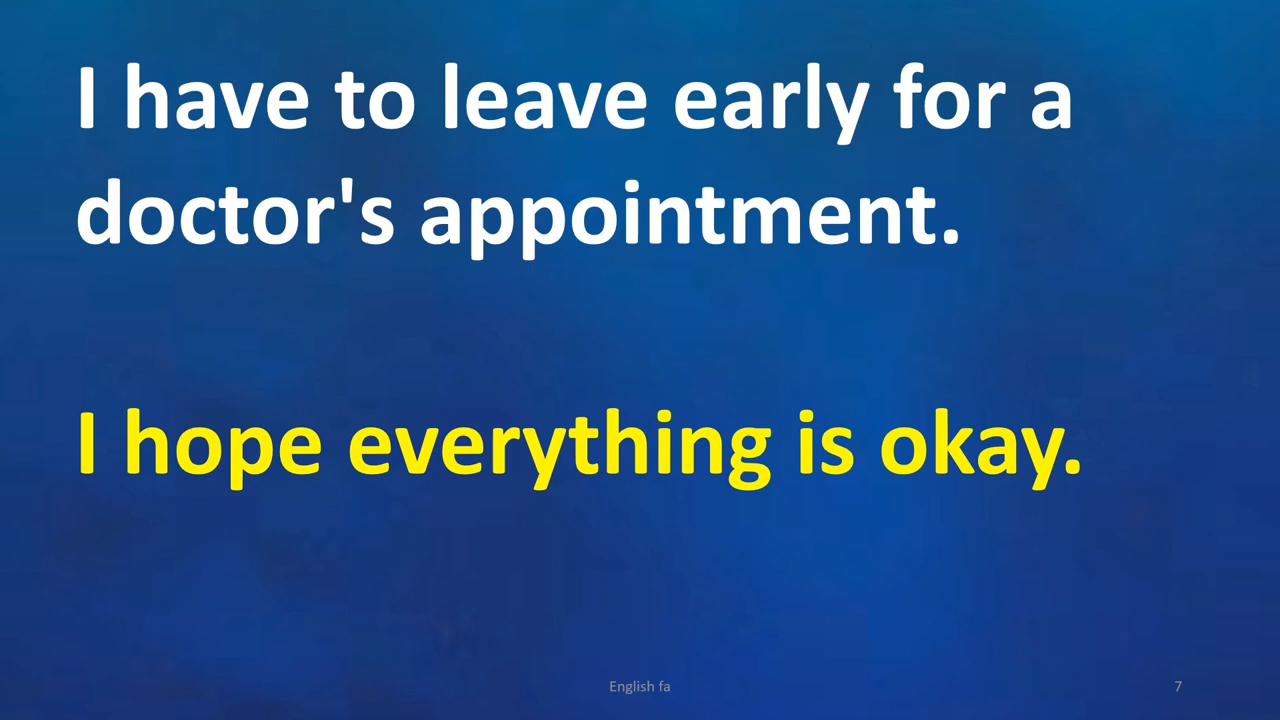 I have to leave early for a
doctor's appointment.
I hope everything is okay.
English fa
7